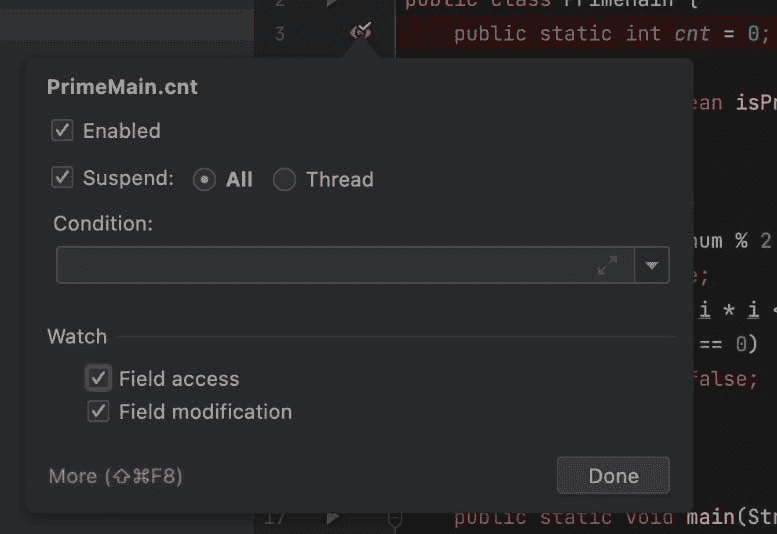 2 public class PrimeMain {
3 public static int cnt = 0;
PrimeMain.cnt
ean isPr
Enabled
Suspend: All Thread
Condition:
num % 2
e;
i * i <
Watch
== 0)
Field access
false;
Field modification
More (⇧⌘F8)
Done
17 public static void main(Str